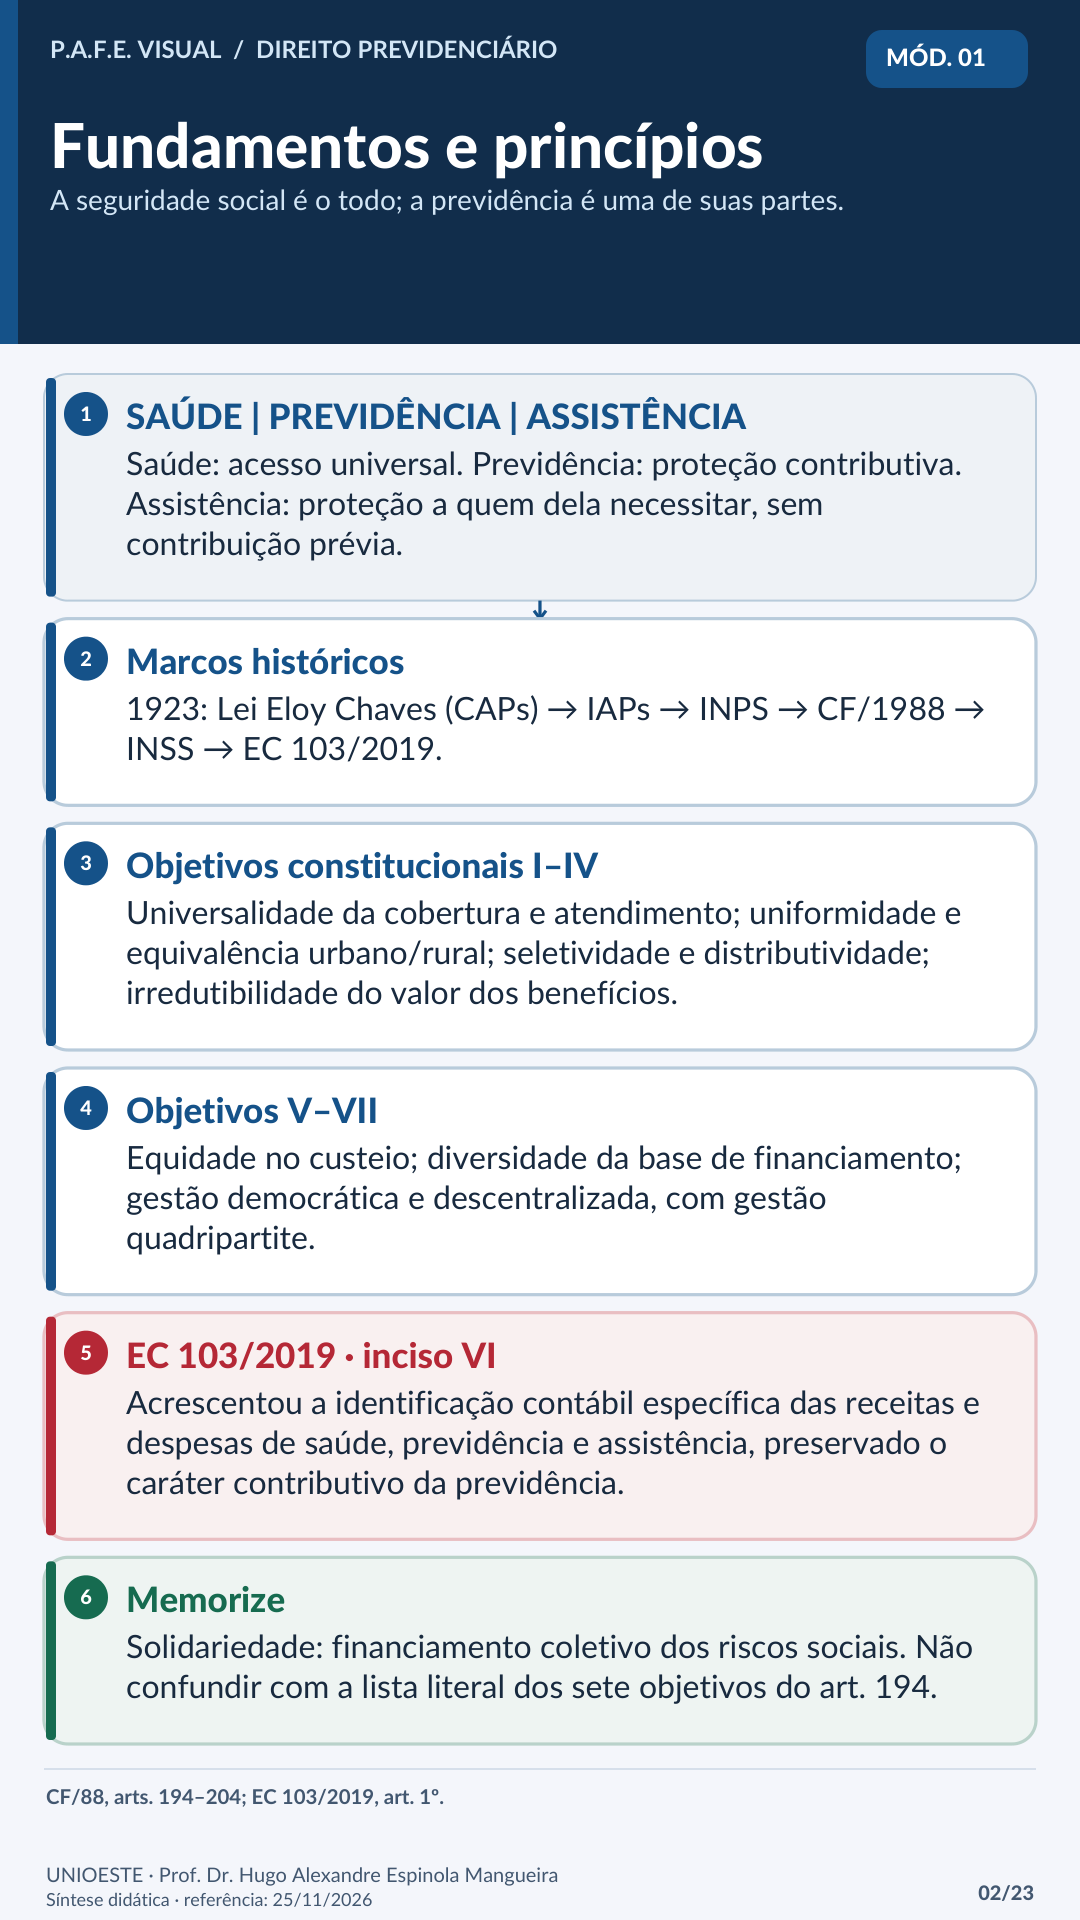 P.A.F.E. VISUAL / DIREITO PREVIDENCIÁRIO
MÓD. 01
Fundamentos e princípios
A seguridade social é o todo; a previdência é uma de suas partes.
1
SAÚDE | PREVIDÊNCIA | ASSISTÊNCIA
Saúde: acesso universal. Previdência: proteção contributiva.
Assistência: proteção a quem dela necessitar, sem
contribuição prévia.
↓
2
Marcos históricos
1923: Lei Eloy Chaves (CAPs) → IAPs → INPS → CF/1988 →
INSS → EC 103/2019.
3
Objetivos constitucionais I–IV
Universalidade da cobertura e atendimento; uniformidade e
equivalência urbano/rural; seletividade e distributividade;
irredutibilidade do valor dos benefícios.
4
Objetivos V–VII
Equidade no custeio; diversidade da base de financiamento;
gestão democrática e descentralizada, com gestão
quadripartite.
5
EC 103/2019 · inciso VI
Acrescentou a identificação contábil específica das receitas e
despesas de saúde, previdência e assistência, preservado o
caráter contributivo da previdência.
6
Memorize
Solidariedade: financiamento coletivo dos riscos sociais. Não
confundir com a lista literal dos sete objetivos do art. 194.
CF/88, arts. 194–204; EC 103/2019, art. 1º.
UNIOESTE · Prof. Dr. Hugo Alexandre Espinola Mangueira
Síntese didática · referência: 25/11/2026
02/23